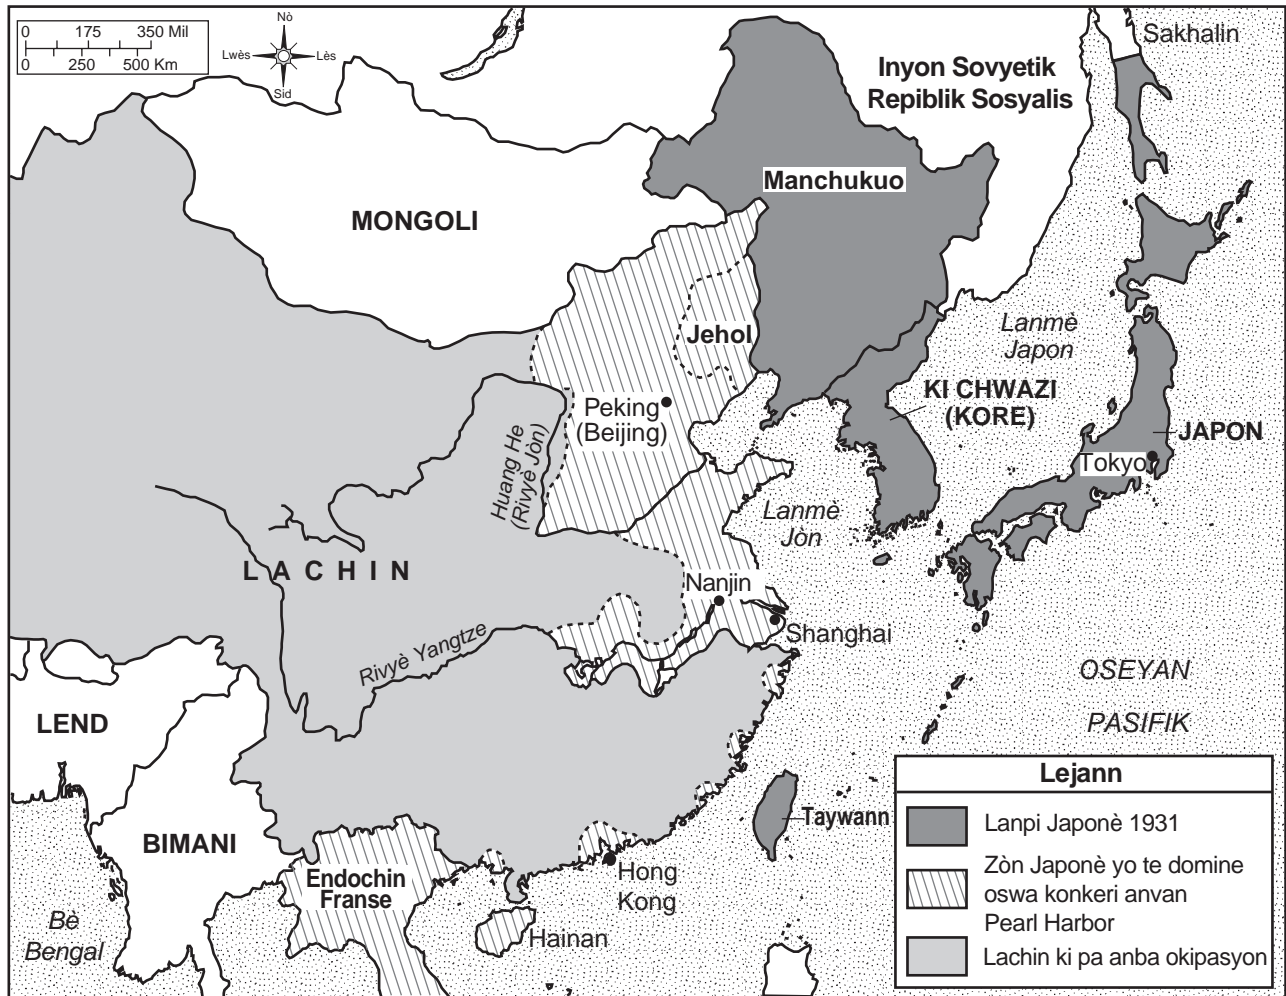 0 175 350 Mil
0 250 500 Km
Nò
Lwès
Lès
Sid
Sakhalin
Inyon Sovyetik
Repiblik Sosyalis
Manchukuo
MONGOLI
Jehol
Lanmè
Japon
KI CHWAZI
(KORE)
JAPON
Tokyo
Peking
(Beijing)
Huang He
(Rivyè Jòn)
Lanmè
Jòn
LACHIN
Nanjin
Shanghai
Rivyè Yangtze
OSEYAN
PASIFIK
LEND
BIMANI
Taywann
Endochin
Franse
Hong
Kong
Hainan
Bè
Bengal
Lejann
Lanpi Japonè 1931
Zòn Japonè yo te domine
oswa konkeri anvan
Pearl Harbor
Lachin ki pa anba okipasyon